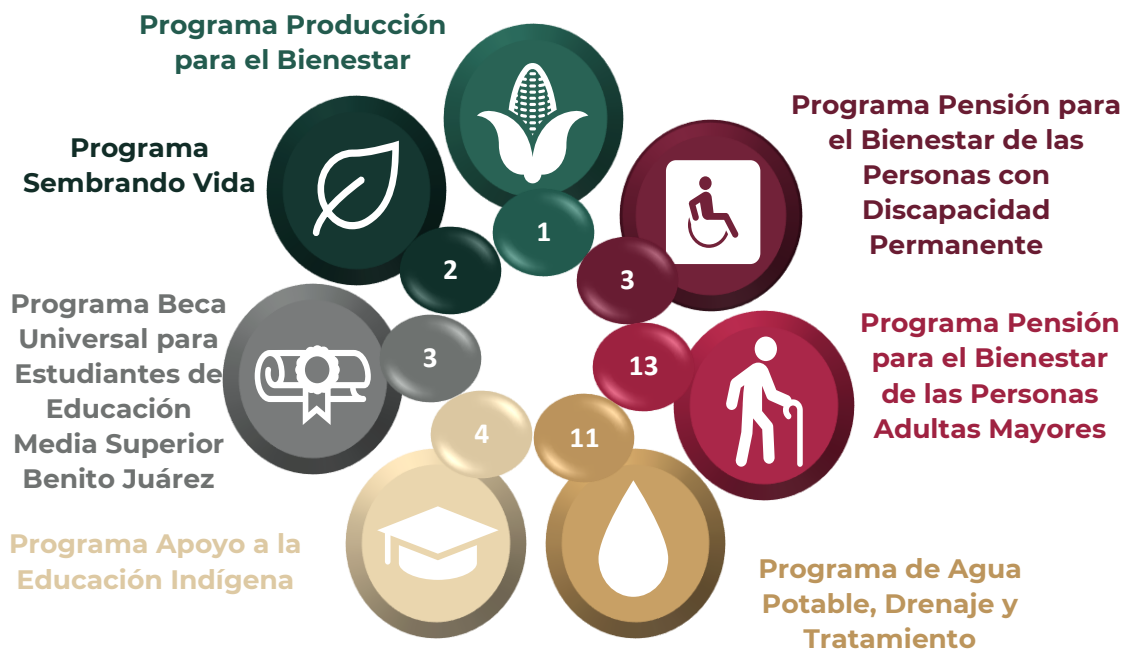 Programa Producción
para el Bienestar
1
Programa Pensión para
el Bienestar de las
Personas con
Discapacidad
Permanente
3
Programa Pensión
para el Bienestar
de las Personas
Adultas Mayores
13
Programa de Agua
Potable, Drenaje y
Tratamiento
11
Programa Apoyo a la
Educación Indígena
4
Programa Beca
Universal para
Estudiantes de
Educación
Media Superior
Benito Juárez
3
Programa
Sembrando Vida
2